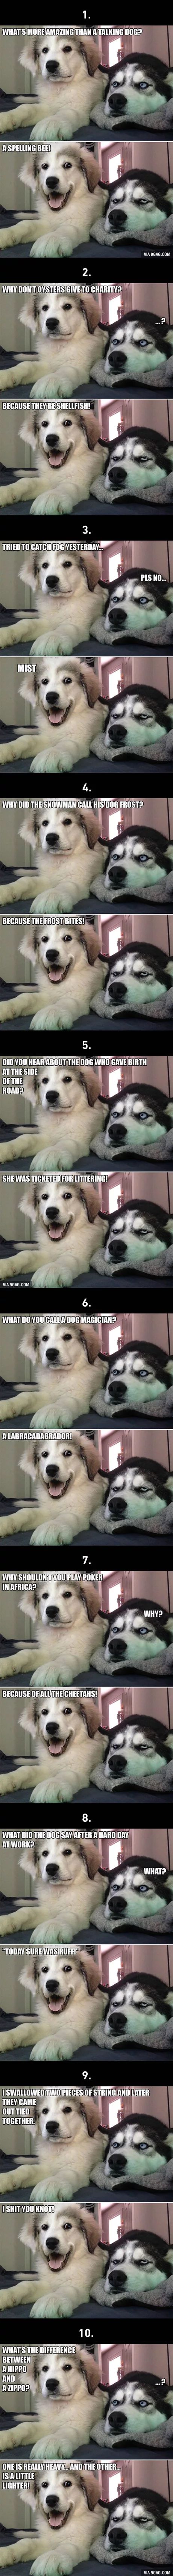 1.
WHAT'S MORE AMAZING THAN A TALKING DOG?
A SPELLING BEE!
VIA 9GAG.COM
2.
WHY DON'T OYSTERS GIVE TO CHARITY?
...?
BECAUSE THEY'RE SHELLFISH!
3.
TRIED TO CATCH FOG YESTERDAY...
PLS NO...
MIST
4.
WHY DID THE SNOWMAN CALL HIS DOG FROST?
BECAUSE THE FROST BITES!
5.
DID YOU HEAR ABOUT THE DOG WHO GAVE BIRTH
AT THE SIDE
OF THE
ROAD?
SHE WAS TICKETED FOR LITTERING!
VIA 9GAG.COM
6.
WHAT DO YOU CALL A DOG MAGICIAN?
A LABRACADABRADOR!
7.
WHY SHOULDN'T YOU PLAY POKER
IN AFRICA?
WHY?
BECAUSE OF ALL THE CHEETAHS!
8.
WHAT DID THE DOG SAY AFTER A HARD DAY
AT WORK?
WHAT?
"TODAY SURE WAS RUFF!"
9.
I SWALLOWED TWO PIECES OF STRING AND LATER
THEY CAME
OUT TIED
TOGETHER.
I SHIT YOU KNOT!
10.
WHAT'S THE DIFFERENCE
BETWEEN
A HIPPO
AND
A ZIPPO?
...?
ONE IS REALLY HEAVY... AND THE OTHER..
IS A LITTLE
LIGHTER!
VIA 9GAG.COM